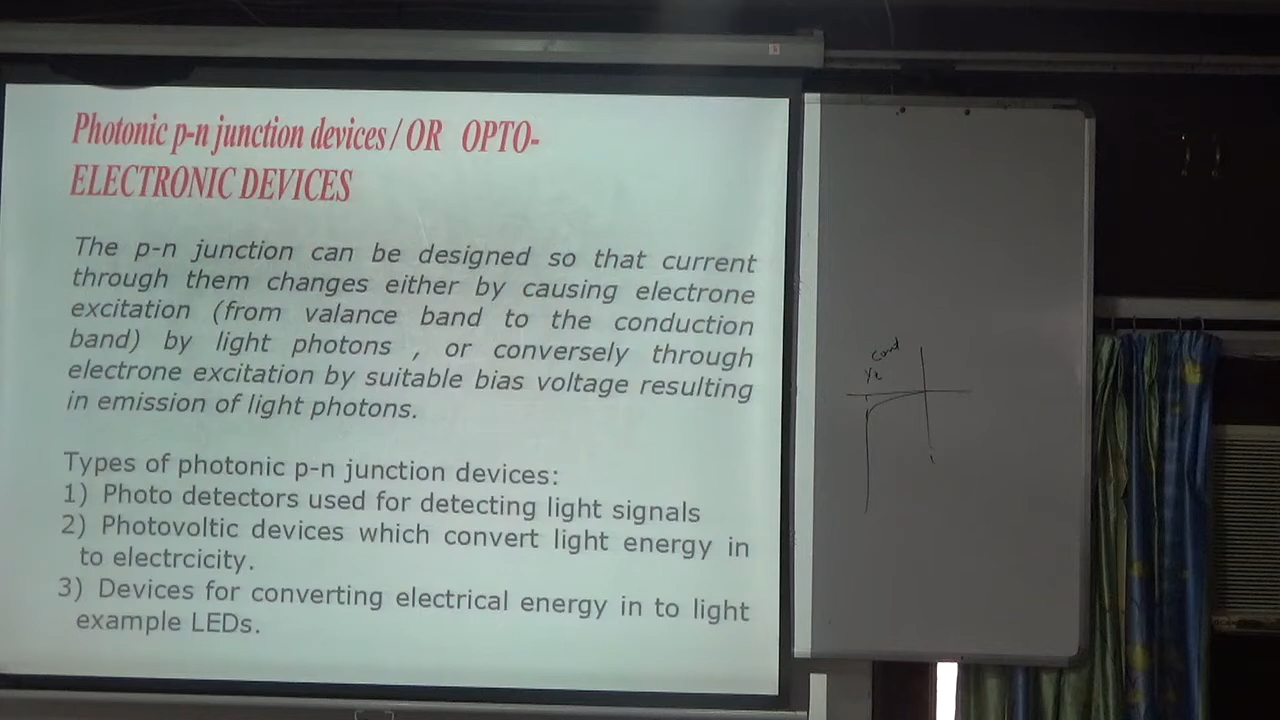 Photonic p-n junction devices / OR OPTO-
ELECTRONIC DEVICES
The p-n junction can be designed so that current
through them changes either by causing electrone
excitation (from valance band to the conduction
band) by light photons , or conversely through
electrone excitation by suitable bias voltage resulting
in emission of light photons.
Types of photonic p-n junction devices:
1) Photo detectors used for detecting light signals
2) Photovoltic devices which convert light energy in
to electrcicity.
3) Devices for converting electrical energy in to light
example LEDs.